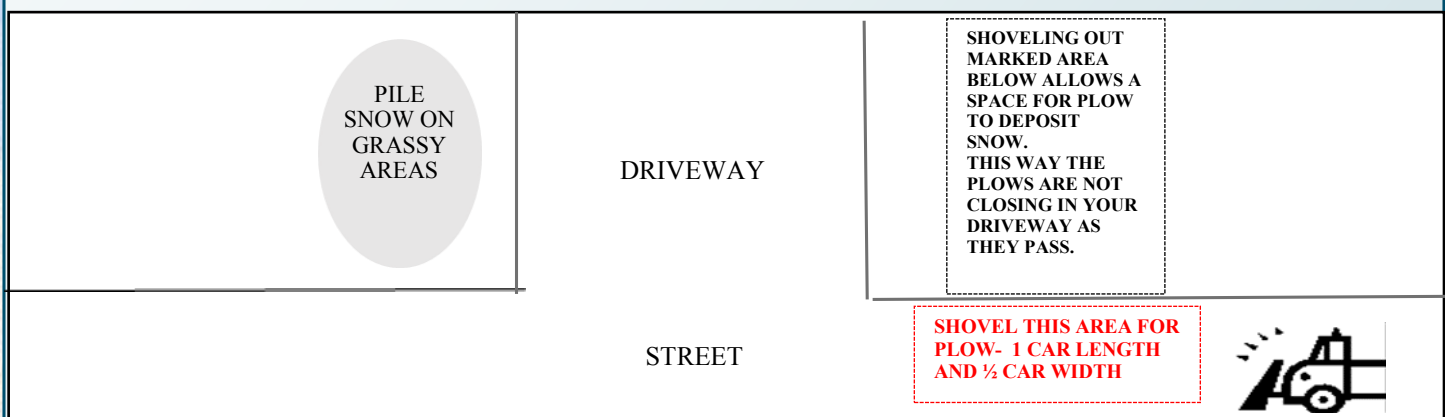 PILE
SNOW ON
GRASSY
AREAS
DRIVEWAY
SHOVELING OUT
MARKED AREA
BELOW ALLOWS A
SPACE FOR PLOW
TO DEPOSIT
SNOW.
THIS WAY THE
PLOWS ARE NOT
CLOSING IN YOUR
DRIVEWAY AS
THEY PASS.
STREET
SHOVEL THIS AREA FOR
PLOW- 1 CAR LENGTH
AND ½ CAR WIDTH